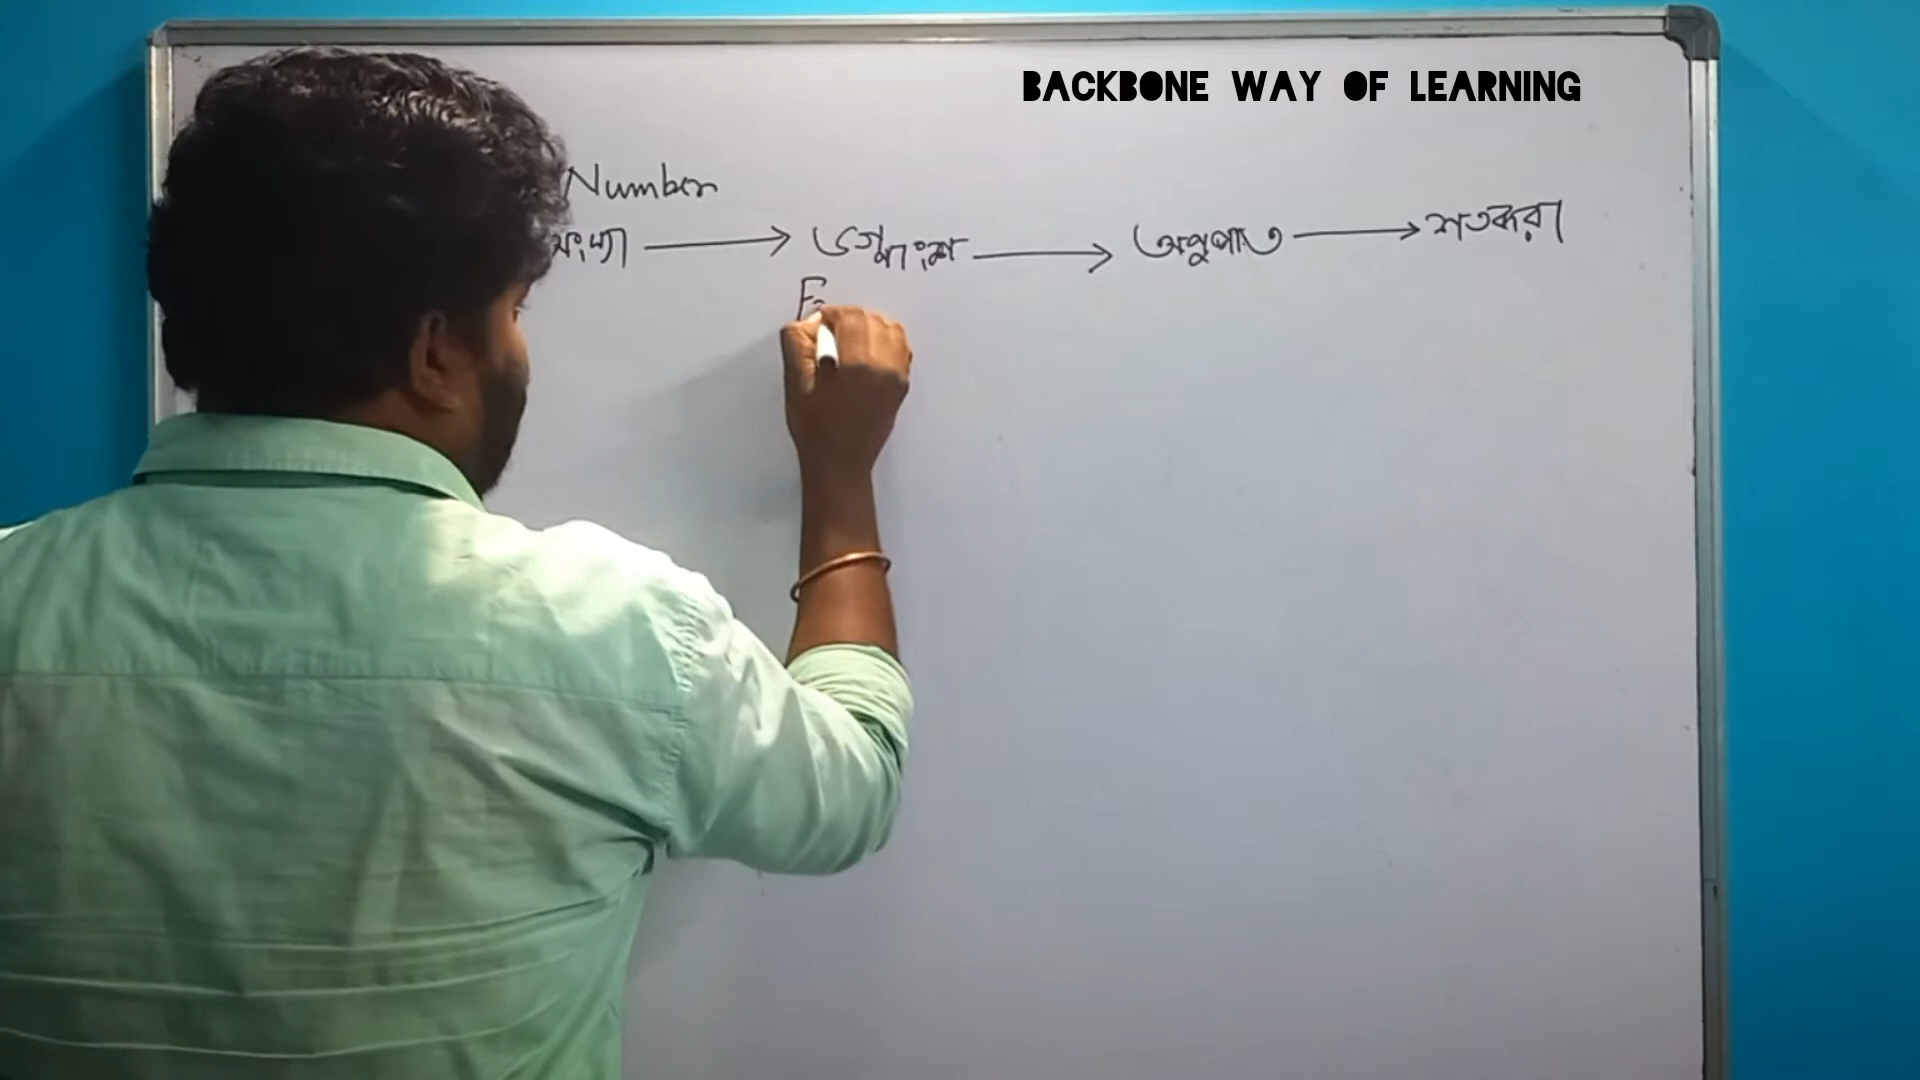 BACKBONE WAY OF LEARNING
Number
সংখ্যা → ভগ্নাংশ → অনুপাত → শতকরা
F